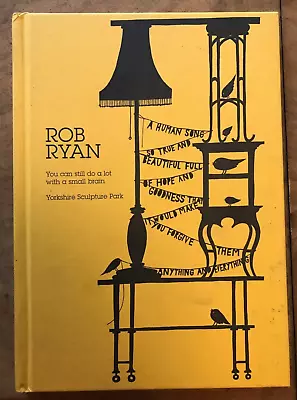 ROB
RYAN
You can still do a lot
with a small brain
Yorkshire Sculpture Park
A HUMAN SONG
SO TRUE AND
BEAUTIFUL FULL
OF HOPE AND
GOODNESS THAT
IT WOULD MAKE
YOU FORGIVE
THEM
ANYTHING AND EVERYTHING